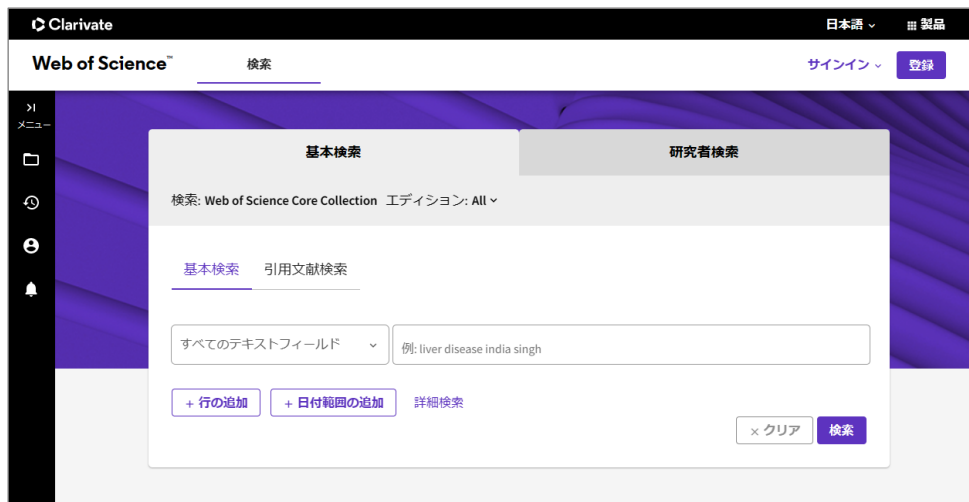 Clarivate 日本語 製品
Web of Science™ 検索 サインイン 登録
メニュー
基本検索 研究者検索
検索: Web of Science Core Collection エディション: All
基本検索 引用文献検索
すべてのテキストフィールド 例: liver disease india singh
+ 行の追加 + 日付範囲の追加 詳細検索
× クリア 検索